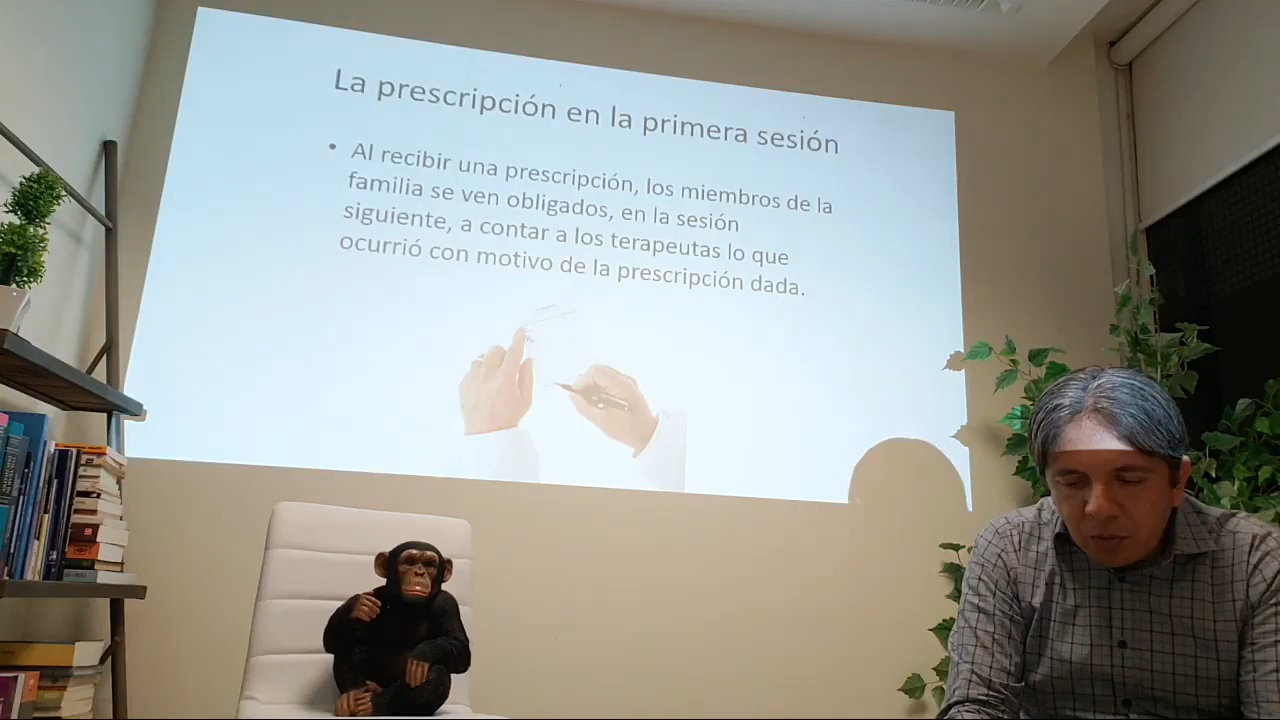 La prescripción en la primera sesión
• Al recibir una prescripción, los miembros de la
familia se ven obligados, en la sesión
siguiente, a contar a los terapeutas lo que
ocurrió con motivo de la prescripción dada.